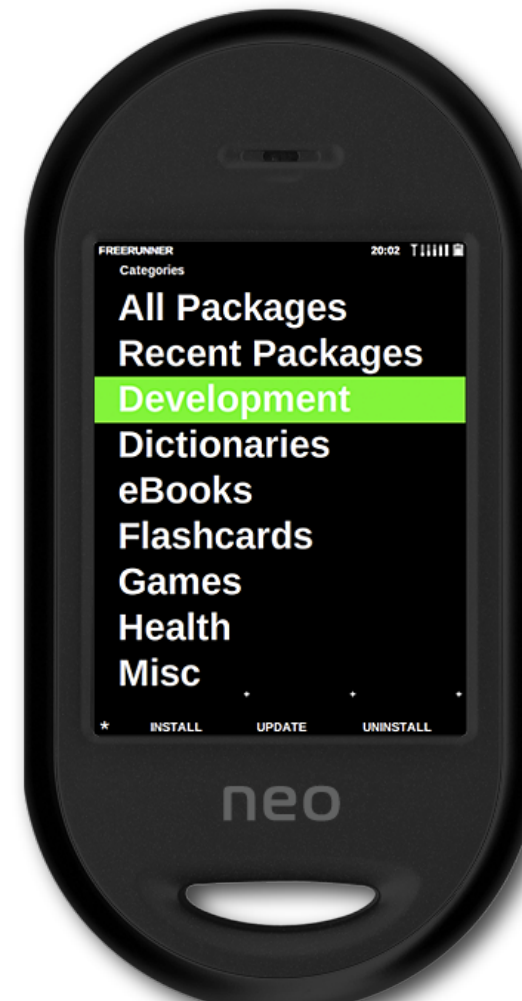 FREERUNNER 20:02
Categories
All Packages
Recent Packages
Development
Dictionaries
eBooks
Flashcards
Games
Health
Misc
* INSTALL UPDATE UNINSTALL
neo